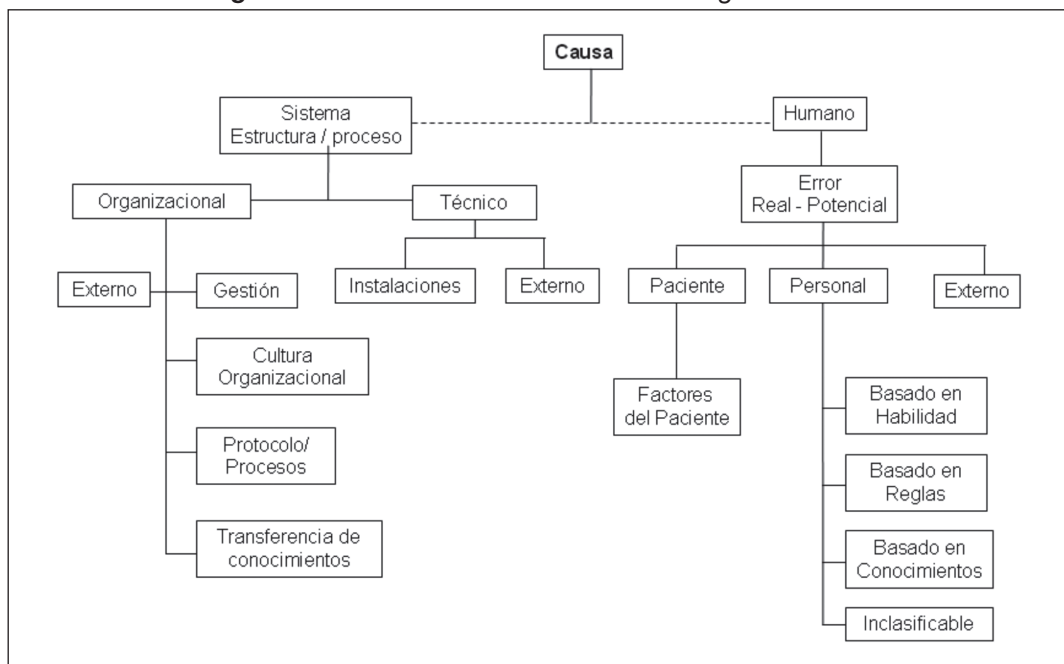 Causa
Sistema
Estructura / proceso
Humano
Organizacional
Técnico
Error
Real - Potencial
Externo
Gestión
Instalaciones
Externo
Paciente
Personal
Externo
Cultura
Organizacional
Factores
del Paciente
Basado en
Habilidad
Protocolo/
Procesos
Basado en
Reglas
Transferencia de
conocimientos
Basado en
Conocimientos
Inclasificable